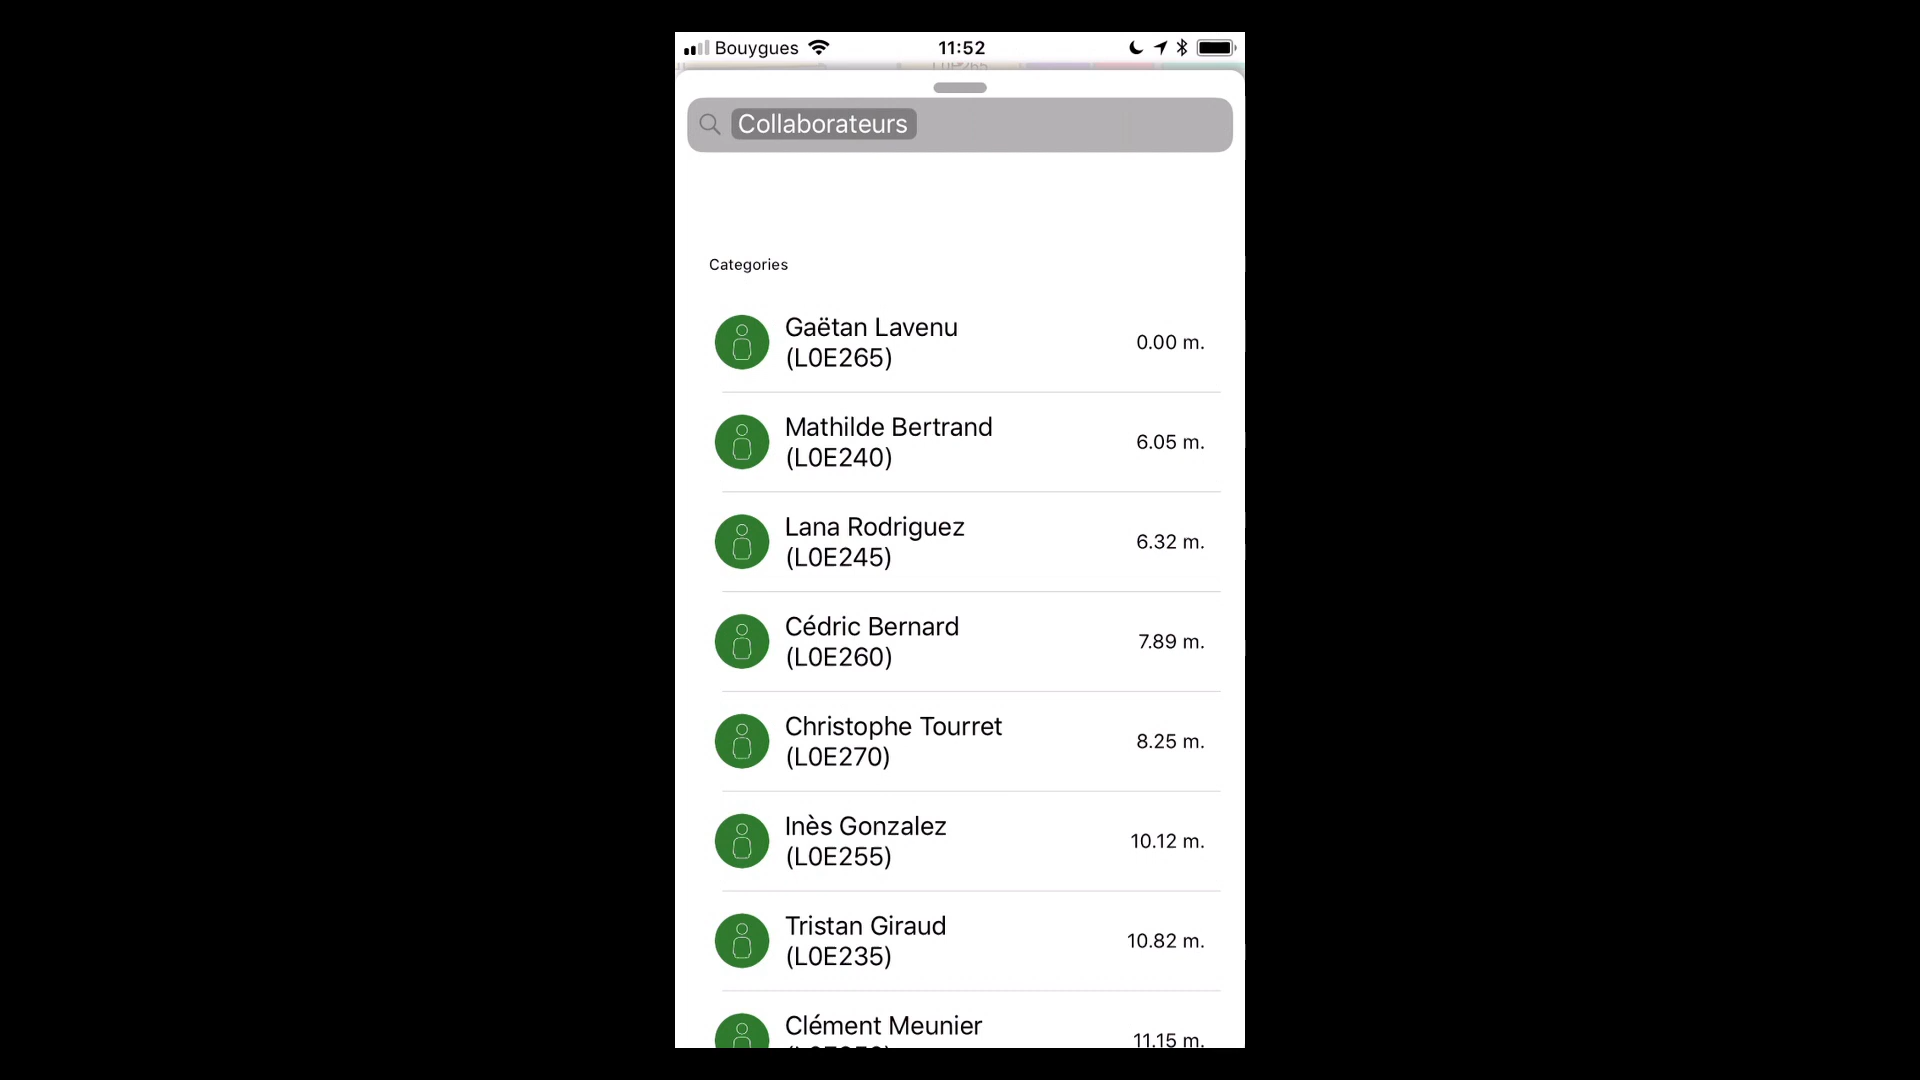 Bouygues 11:52
L0E265
Collaborateurs
Categories
Gaëtan Lavenu
(L0E265)
0.00 m.
Mathilde Bertrand
(L0E240)
6.05 m.
Lana Rodriguez
(L0E245)
6.32 m.
Cédric Bernard
(L0E260)
7.89 m.
Christophe Tourret
(L0E270)
8.25 m.
Inès Gonzalez
(L0E255)
10.12 m.
Tristan Giraud
(L0E235)
10.82 m.
Clément Meunier
11.15 m.